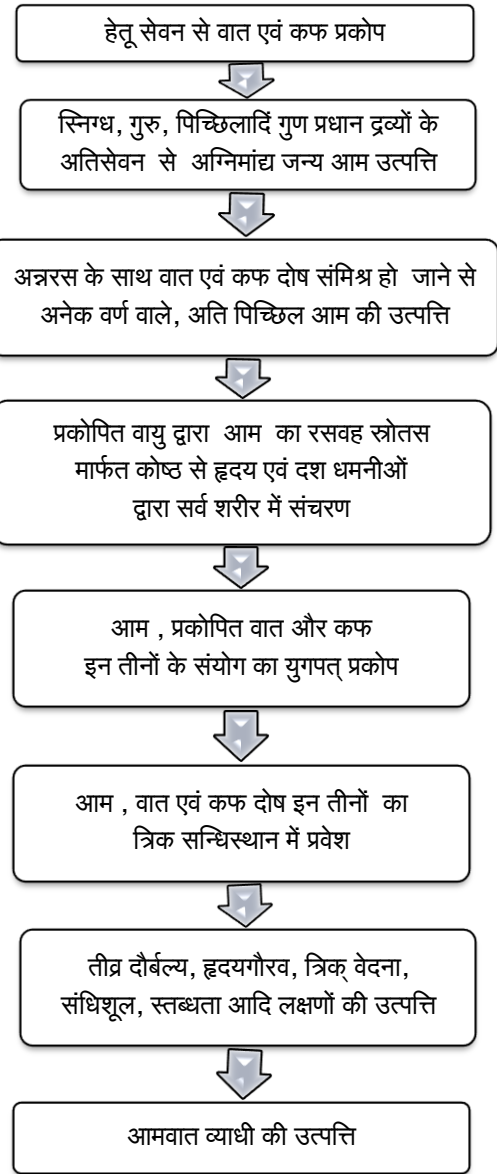 हेतू सेवन से वात एवं कफ प्रकोप
स्निग्ध, गुरु, पिच्छिलादिं गुण प्रधान द्रव्यों के
अतिसेवन से अग्निमांद्य जन्य आम उत्पत्ति
अन्नरस के साथ वात एवं कफ दोष संमिश्र हो जाने से
अनेक वर्ण वाले, अति पिच्छिल आम की उत्पत्ति
प्रकोपित वायु द्वारा आम का रसवह स्रोतस
मार्फत कोष्ठ से हृदय एवं दश धमनीओं
द्वारा सर्व शरीर में संचरण
आम , प्रकोपित वात और कफ
इन तीनों के संयोग का युगपत् प्रकोप
आम , वात एवं कफ दोष इन तीनों का
त्रिक सन्धिस्थान में प्रवेश
तीव्र दौर्बल्य, हृदयगौरव, त्रिक् वेदना,
संधिशूल, स्तब्धता आदि लक्षणों की उत्पत्ति
आमवात व्याधी की उत्पत्ति